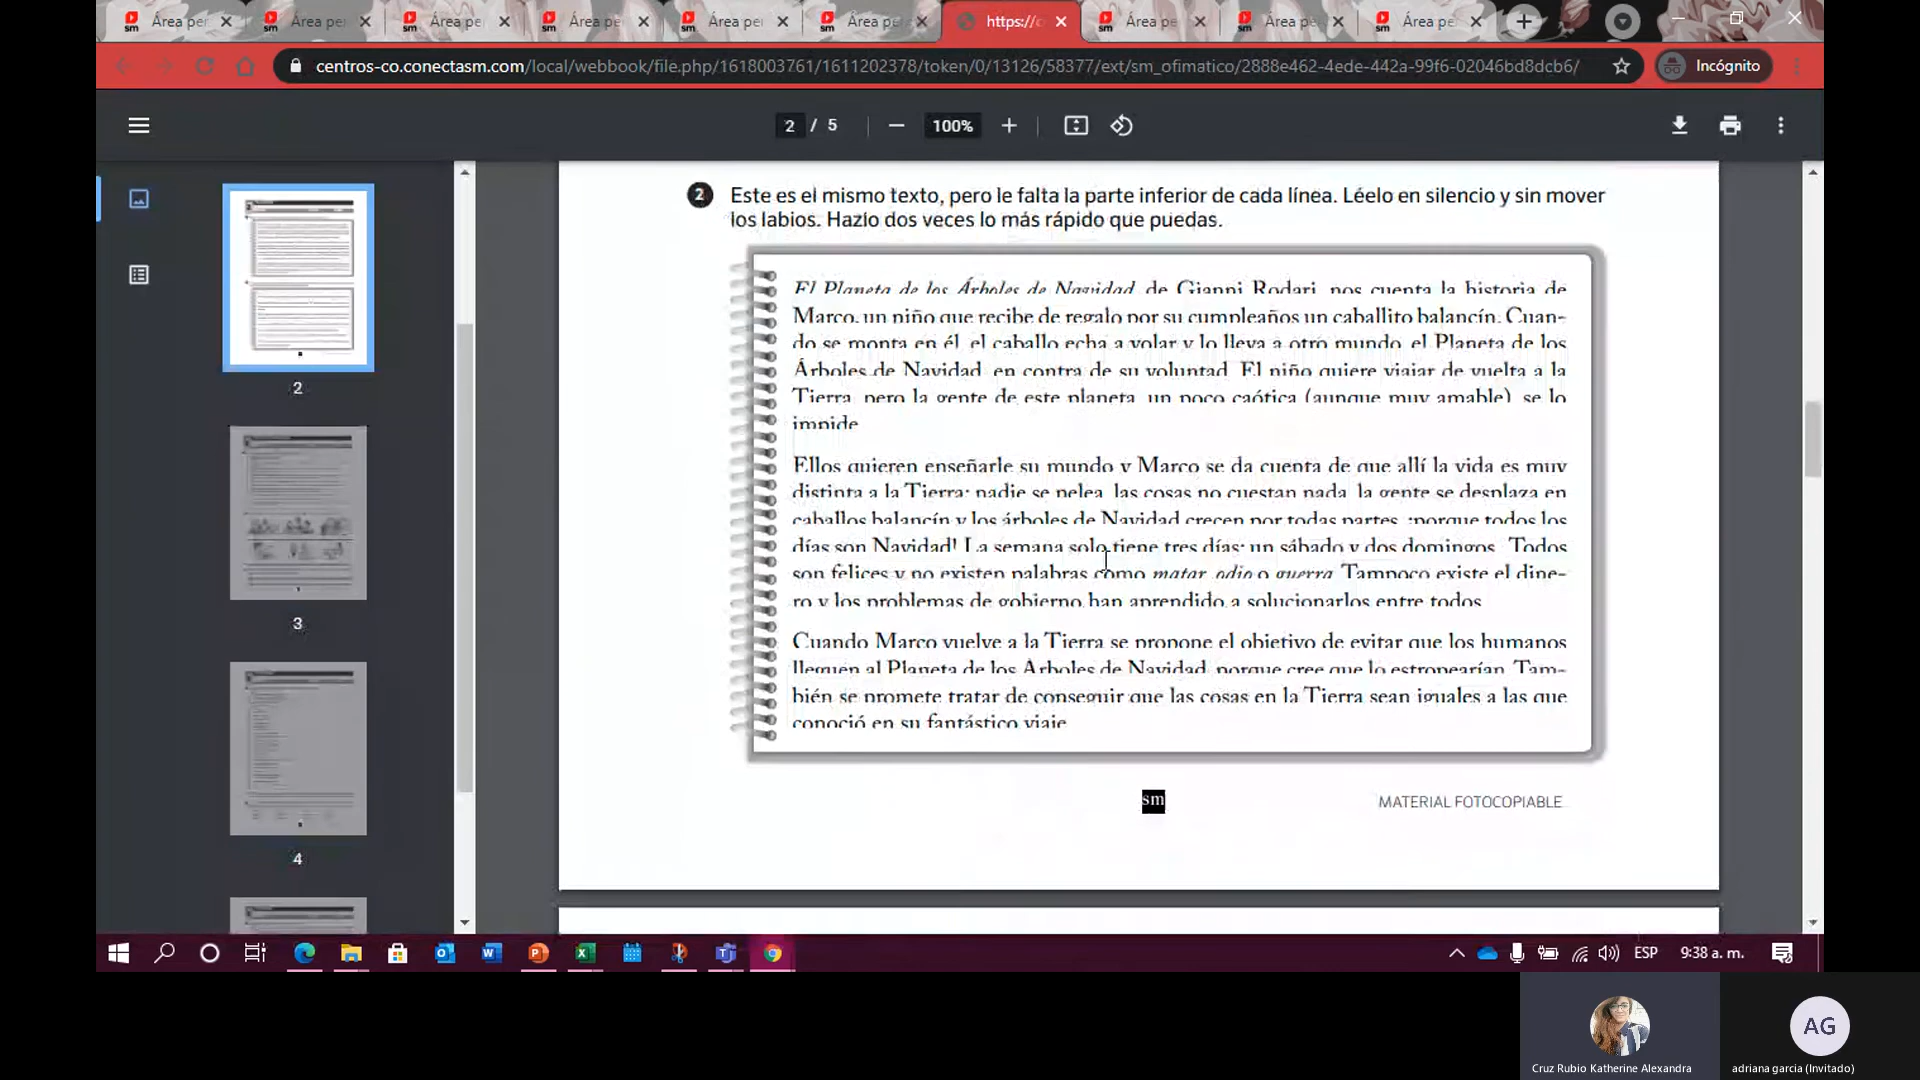 Área per
Área per
Área per
Área per
Área per
Área per
https://c
Área pe
Área pe
Área per
centros-co.conectasm.com/local/webbook/file.php/1618003761/1611202378/token/0/13126/58377/ext/sm_ofimatico/2888e462-4ede-442a-99f6-02046bd8dcb6/
Incógnito
2 / 5
100%
2
3
4
2 Este es el mismo texto, pero le falta la parte inferior de cada línea. Léelo en silencio y sin mover
los labios. Hazlo dos veces lo más rápido que puedas.
El Planeta de los Árboles de Navidad, de Gianni Rodari, nos cuenta la historia de
Marco, un niño que recibe de regalo por su cumpleaños un caballito balancín. Cuan-
do se monta en él, el caballo echa a volar y lo lleva a otro mundo, el Planeta de los
Árboles de Navidad, en contra de su voluntad. El niño quiere viajar de vuelta a la
Tierra, pero la gente de este planeta, un poco caótica (aunque muy amable), se lo
impide.
Ellos quieren enseñarle su mundo y Marco se da cuenta de que allí la vida es muy
distinta a la Tierra: nadie se pelea, las cosas no cuestan nada, la gente se desplaza en
caballos balancín y los árboles de Navidad crecen por todas partes, ¡porque todos los
días son Navidad! La semana solo tiene tres días: un sábado y dos domingos. Todos
son felices y no existen palabras como matar, odio o guerra. Tampoco existe el dine-
ro y los problemas de gobierno han aprendido a solucionarlos entre todos.
Cuando Marco vuelve a la Tierra se propone el objetivo de evitar que los humanos
lleguen al Planeta de los Árboles de Navidad, porque cree que lo estropearían. Tam-
bién se promete tratar de conseguir que las cosas en la Tierra sean iguales a las que
conoció en su fantástico viaje.
sm
MATERIAL FOTOCOPIABLE
ESP
9:38 a. m.
AG
Cruz Rubio Katherine Alexandra
adriana garcia (Invitado)